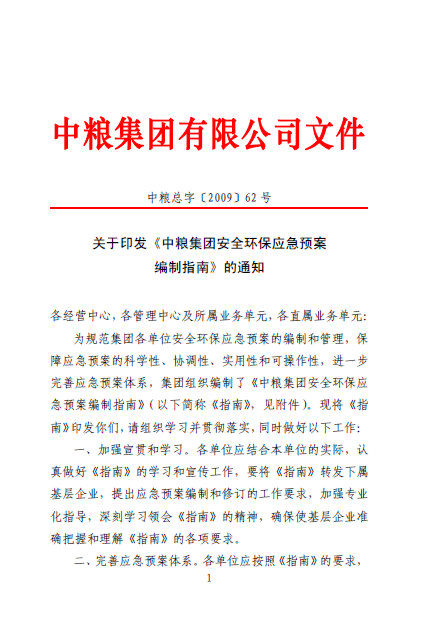 中粮集团有限公司文件
中粮总字〔2009〕62 号
关于印发《中粮集团安全环保应急预案
编制指南》的通知
各经营中心,各管理中心及所属业务单元,各直属业务单元:
为规范集团各单位安全环保应急预案的编制和管理，保
障应急预案的科学性、协调性、实用性和可操作性，进一步
完善应急预案体系，集团组织编制了《中粮集团安全环保应
急预案编制指南》（以下简称《指南》，见附件）。现将《指
南》印发你们,请组织学习并贯彻落实,同时做好以下工作:
一、加强宣贯和学习。各单位应结合本单位的实际，认
真做好《指南》的学习和宣传工作，要将《指南》转发下属
基层企业，提出应急预案编制和修订的工作要求，加强专业
化指导，深刻学习领会《指南》的精神，确保使基层企业准
确把握和理解《指南》的各项要求。
二、完善应急预案体系。各单位应按照《指南》的要求，
1